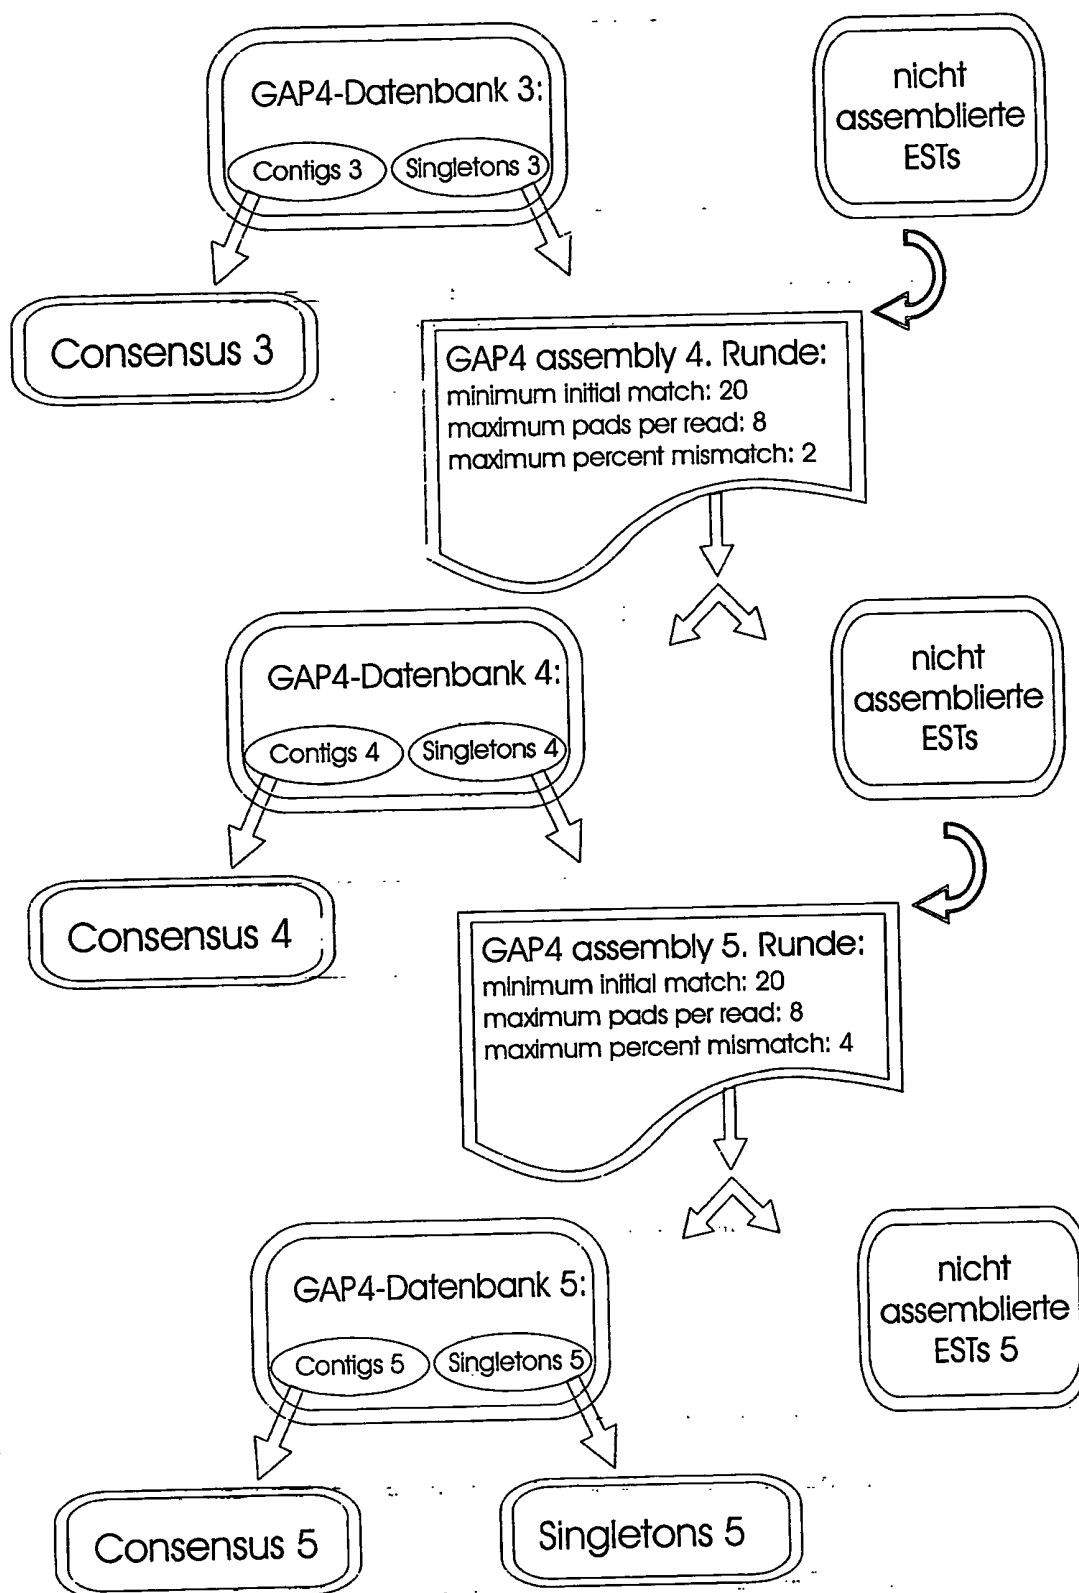 GAP4-Datenbank 3:
Contigs 3
Singletons 3
nicht
assemblierte
ESTs
Consensus 3
GAP4 assembly 4. Runde:
minimum initial match: 20
maximum pads per read: 8
maximum percent mismatch: 2
GAP4-Datenbank 4:
Contigs 4
Singletons 4
nicht
assemblierte
ESTs
Consensus 4
GAP4 assembly 5. Runde:
minimum initial match: 20
maximum pads per read: 8
maximum percent mismatch: 4
GAP4-Datenbank 5:
Contigs 5
Singletons 5
nicht
assemblierte
ESTs 5
Consensus 5
Singletons 5